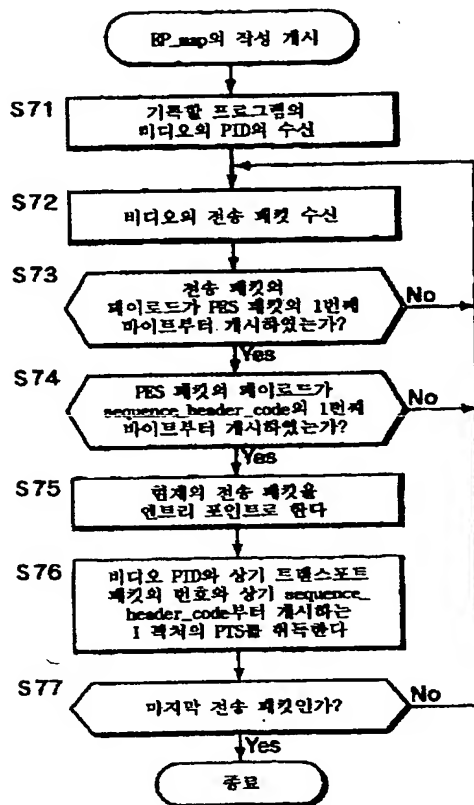 EP_map의 작성 개시
S71
기록할 프로그램의
비디오의 PID의 수신
S72
비디오의 전송 패킷 수신
S73
전송 패킷의
페이로드가 PES 패킷의 1번째
바이트부터 개시하였는가?
No
Yes
S74
PES 패킷의 페이로드가
sequence_header_code의 1번째
바이트부터 개시하였는가?
No
Yes
S75
현재의 전송 패킷을
엔트리 포인트로 한다
S76
비디오 PID와 상기 트랜스포트
패킷의 번호와 상기 sequence_
header_code부터 개시하는
I 픽처의 PTS를 취득한다
S77
마지막 전송 패킷인가?
No
Yes
종료